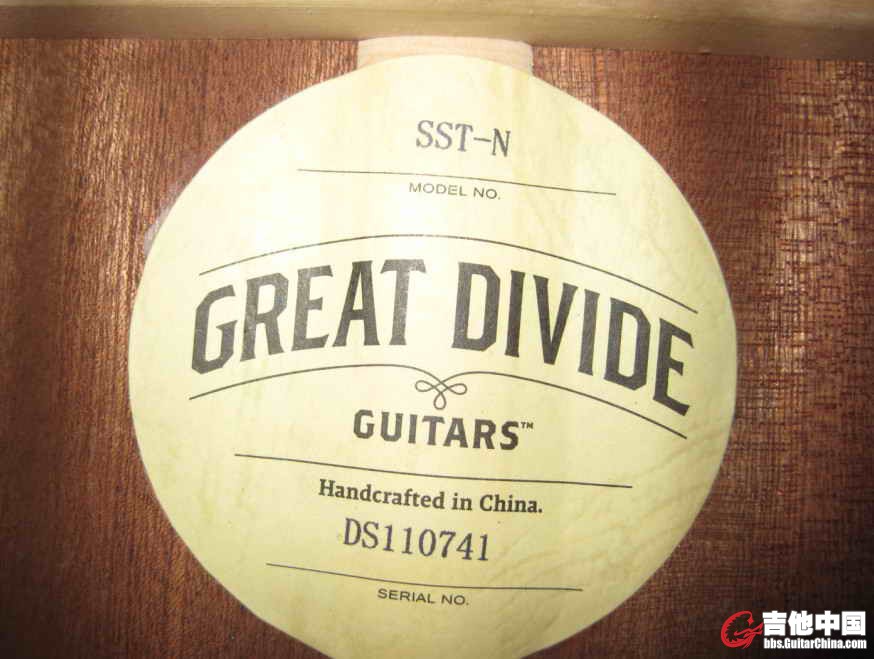 SST-N
MODEL NO.
GREAT DIVIDE
GUITARS™
Handcrafted in China.
DS110741
SERIAL NO.
吉他中国
bbs.GuitarChina.com